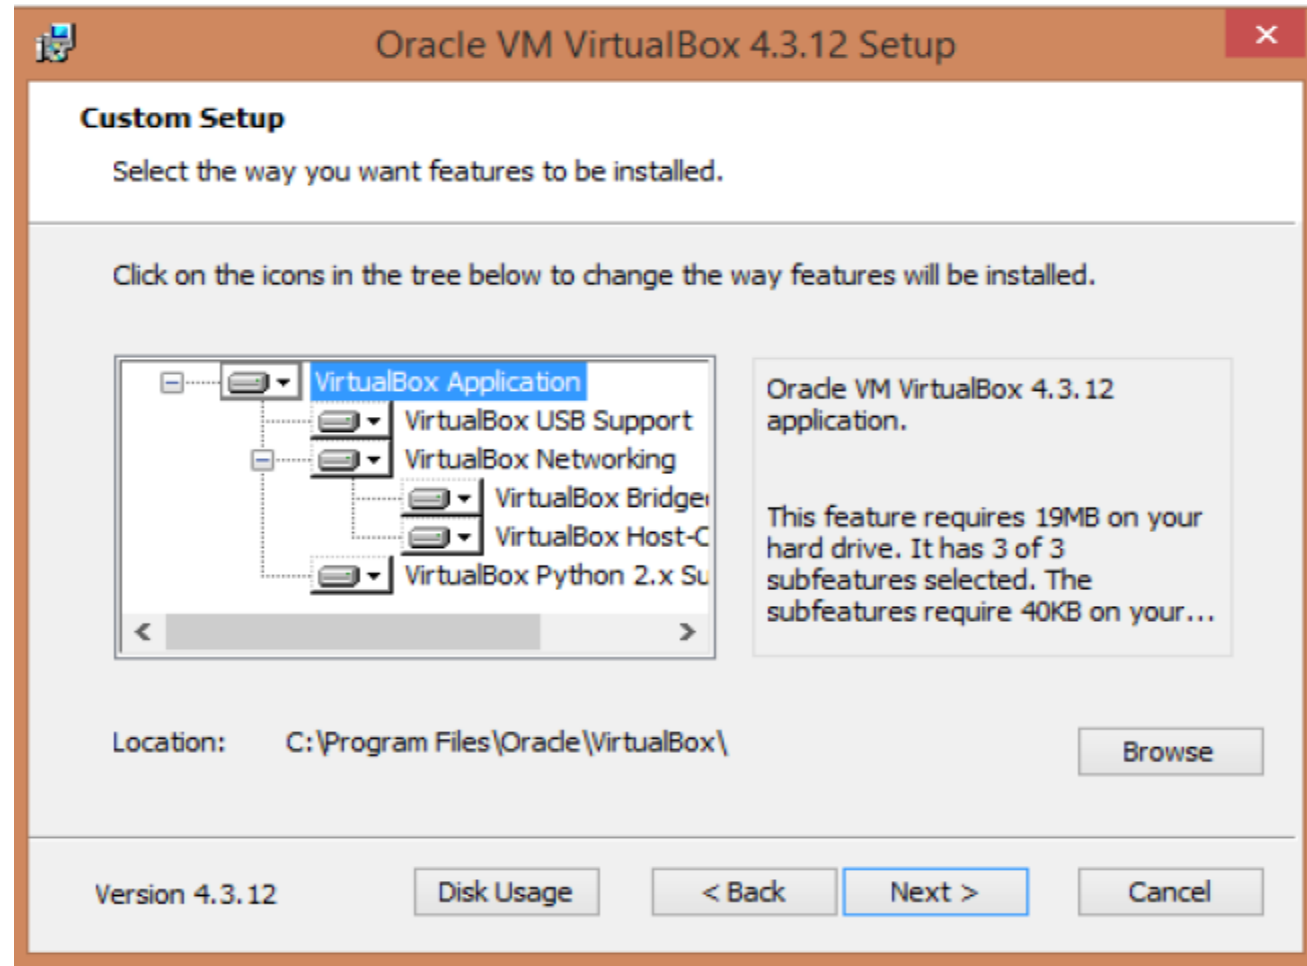 Oracle VM VirtualBox 4.3.12 Setup
Custom Setup
Select the way you want features to be installed.
Click on the icons in the tree below to change the way features will be installed.
VirtualBox Application
VirtualBox USB Support
VirtualBox Networking
VirtualBox Bridge
VirtualBox Host-C
VirtualBox Python 2.x Su
Oracle VM VirtualBox 4.3.12
application.
This feature requires 19MB on your
hard drive. It has 3 of 3
subfeatures selected. The
subfeatures require 40KB on your...
Location: C:\Program Files\Oracle\VirtualBox\
Browse
Version 4.3.12
Disk Usage
< Back
Next >
Cancel